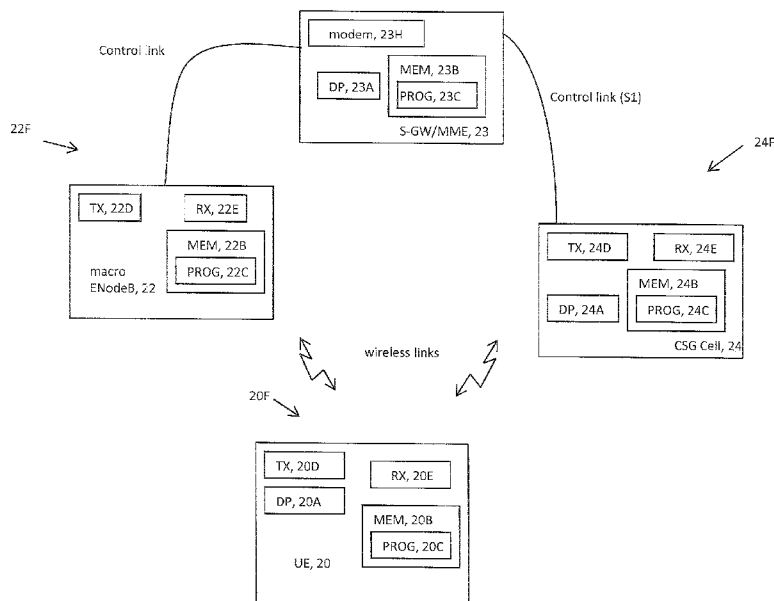 modem, 23H
Control link
MEM, 23B
DP, 23A
PROG, 23C
Control link (S1)
S-GW/MME, 23
22F
24F
TX, 22D
RX, 22E
MEM, 22B
PROG, 22C
macro
ENodeB, 22
TX, 24D
RX, 24E
MEM, 24B
DP, 24A
PROG, 24C
CSG Cell, 24
wireless links
20F
TX, 20D
RX, 20E
DP, 20A
MEM, 20B
PROG, 20C
UE, 20